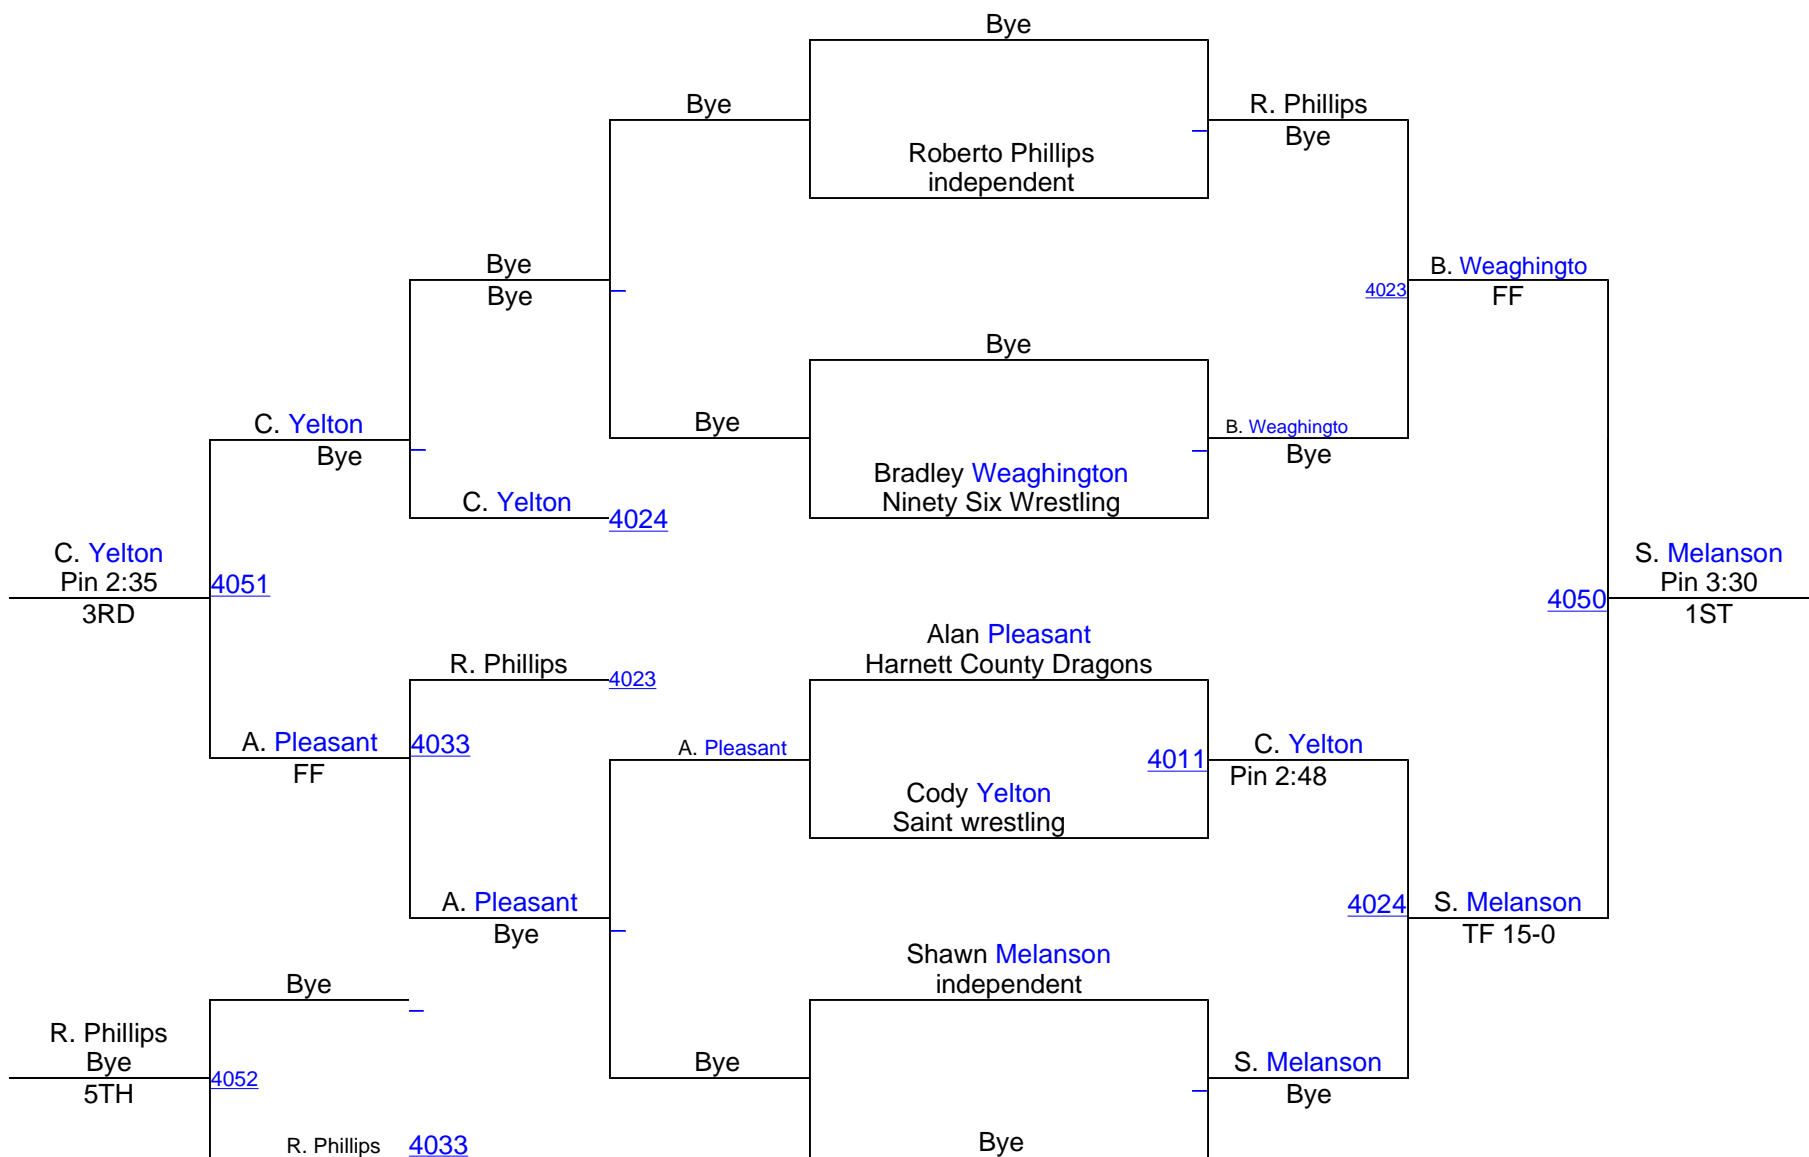 Bye
Bye
R. Phillips
Bye
Roberto Phillips
independent
Bye
Bye
B. Weaghingto
4023
FF
Bye
C. Yelton
Bye
Bye
B. Weaghingto
Bye
Bradley Weaghington
Ninety Six Wrestling
C. Yelton
4024
C. Yelton
Pin 2:35
4051
3RD
S. Melanson
Pin 3:30
4050
1ST
Alan Pleasant
Harnett County Dragons
R. Phillips
4023
A. Pleasant
4033
FF
A. Pleasant
4011
C. Yelton
Pin 2:48
Cody Yelton
Saint wrestling
A. Pleasant
Bye
4024
S. Melanson
TF 15-0
Shawn Melanson
independent
Bye
R. Phillips
Bye
4052
5TH
Bye
S. Melanson
Bye
R. Phillips
4033
Bye